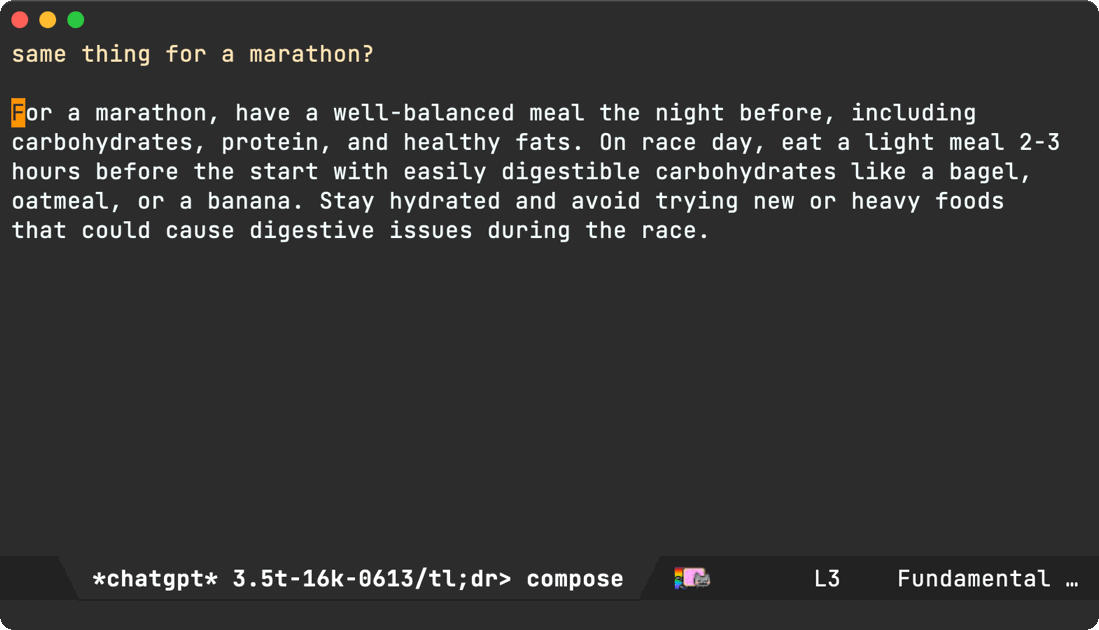 same thing for a marathon?
For a marathon, have a well-balanced meal the night before, including
carbohydrates, protein, and healthy fats. On race day, eat a light meal 2-3
hours before the start with easily digestible carbohydrates like a bagel,
oatmeal, or a banana. Stay hydrated and avoid trying new or heavy foods
that could cause digestive issues during the race.
*chatgpt* 3.5t-16k-0613/tl;dr> compose L3 Fundamental …